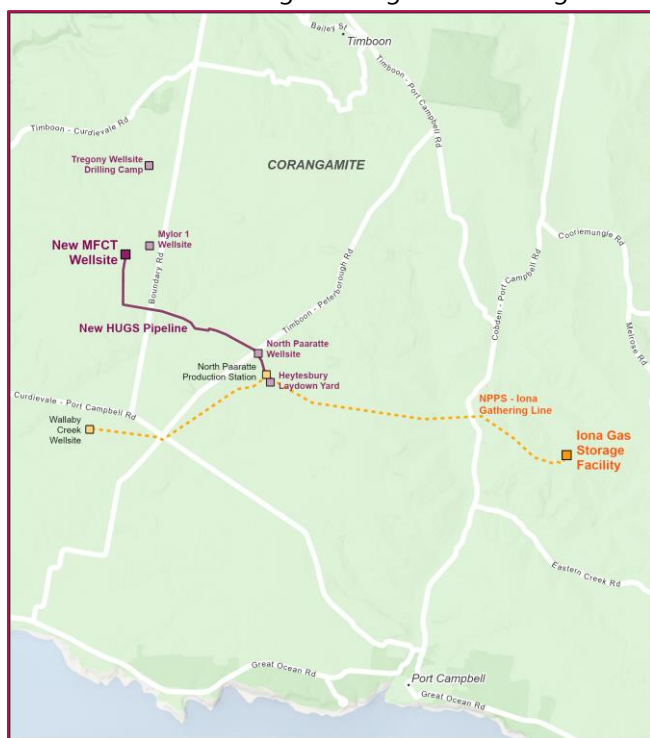 Bailes St
Timboon
Timboon - Port Campbell Rd
Timboon - Curdievale Rd
Tregony Wellsite
Drilling Camp
CORANGAMITE
Cooriemungle Rd
New MFCT
Wellsite
Mylor 1
Wellsite
Boundary Rd
Timboon - Peterborough Rd
Cobden - Port Campbell Rd
Melrose Rd
New HUGS Pipeline
North Paaratte
Wellsite
North Paaratte
Production Station
Heytesbury
Laydown Yard
Curdievale - Port Campbell Rd
NPPS - Iona
Gathering Line
Wallaby
Creek
Wellsite
Iona Gas
Storage
Facility
Eastern Creek Rd
Great Ocean Rd
Port Campbell
Great Ocean Rd